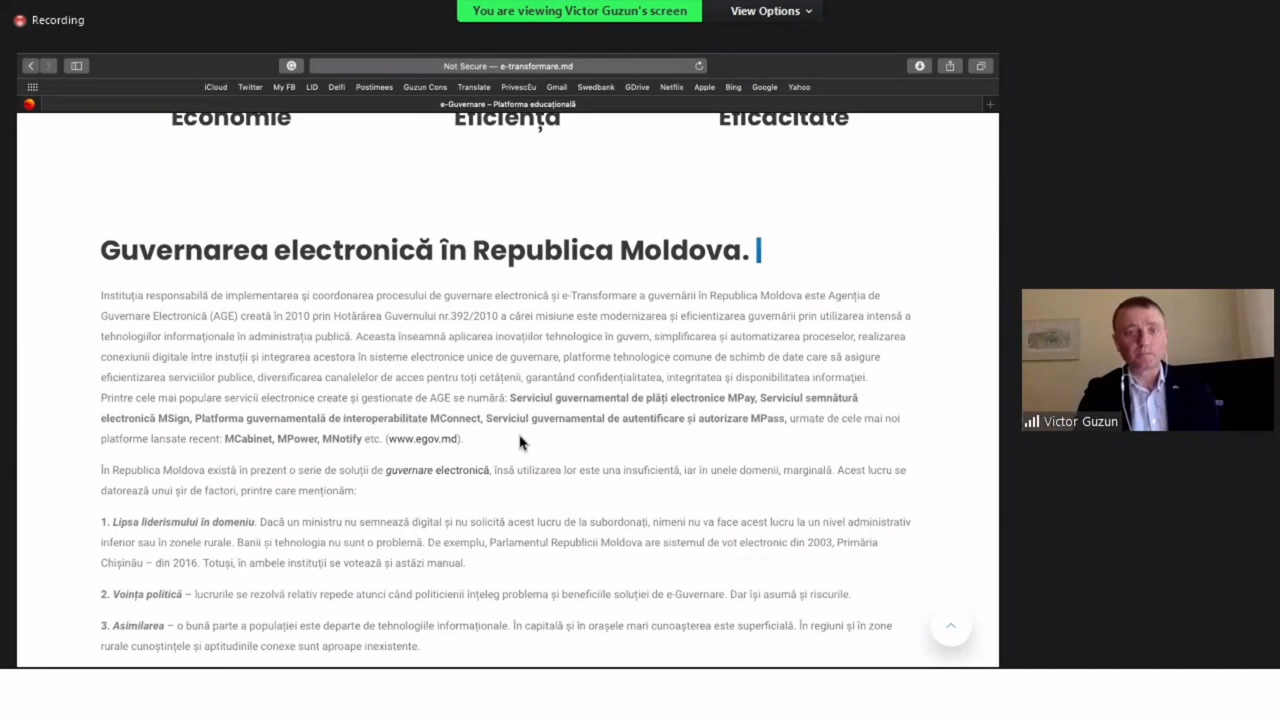 You are viewing Victor Guzun's screen
View Options
Recording
Not Secure — e-transformare.md
iCloud Twitter My FB LID Delfi Postimees Guzun Cons Translate PrivescEu Gmail Swedbank GDrive Netflix Apple Bing Google Yahoo
e-Guvernare – Platforma educațională
Economie Eficiența Eficacitate
Guvernarea electronică în Republica Moldova.
Instituția responsabilă de implementarea și coordonarea procesului de guvernare electronică și e-Transformare a guvernării în Republica Moldova este Agenția de
Guvernare Electronică (AGE) creată în 2010 prin Hotărârea Guvernului nr.392/2010 a cărei misiune este modernizarea și eficientizarea guvernării prin utilizarea intensă a
tehnologiilor informaționale în administrația publică. Aceasta înseamnă aplicarea inovațiilor tehnologice în guvern, simplificarea și automatizarea proceselor, realizarea
conexiunii digitale între instuții și integrarea acestora în sisteme electronice unice de guvernare, platforme tehnologice comune de schimb de date care să asigure
eficientizarea serviciilor publice, diversificarea canalelelor de acces pentru toți cetățenii, garantând confidențialitatea, integritatea și disponibilitatea informației.
Printre cele mai populare servicii electronice create și gestionate de AGE se numără: Serviciul guvernamental de plăți electronice MPay, Serviciul semnătură
electronică MSign, Platforma guvernamentală de interoperabilitate MConnect, Serviciul guvernamental de autentificare și autorizare MPass, urmate de cele mai noi
platforme lansate recent: MCabinet, MPower, MNotify etc. (www.egov.md).
În Republica Moldova există în prezent o serie de soluții de guvernare electronică, însă utilizarea lor este una insuficientă, iar în unele domenii, marginală. Acest lucru se
datorează unui șir de factori, printre care menționăm:
1. Lipsa liderismului în domeniu. Dacă un ministru nu semnează digital și nu solicită acest lucru de la subordonați, nimeni nu va face acest lucru la un nivel administrativ
inferior sau în zonele rurale. Banii și tehnologia nu sunt o problemă. De exemplu, Parlamentul Republicii Moldova are sistemul de vot electronic din 2003, Primăria
Chișinău – din 2016. Totuși, în ambele instituții se votează și astăzi manual.
2. Voința politică – lucrurile se rezolvă relativ repede atunci când politicienii înțeleg problema și beneficiile soluției de e-Guvernare. Dar își asumă și riscurile.
3. Asimilarea – o bună parte a populației este departe de tehnologiile informaționale. În capitală și în orașele mari cunoașterea este superficială. În regiuni și în zone
rurale cunoștințele și aptitudinile conexe sunt aproape inexistente.
Victor Guzun